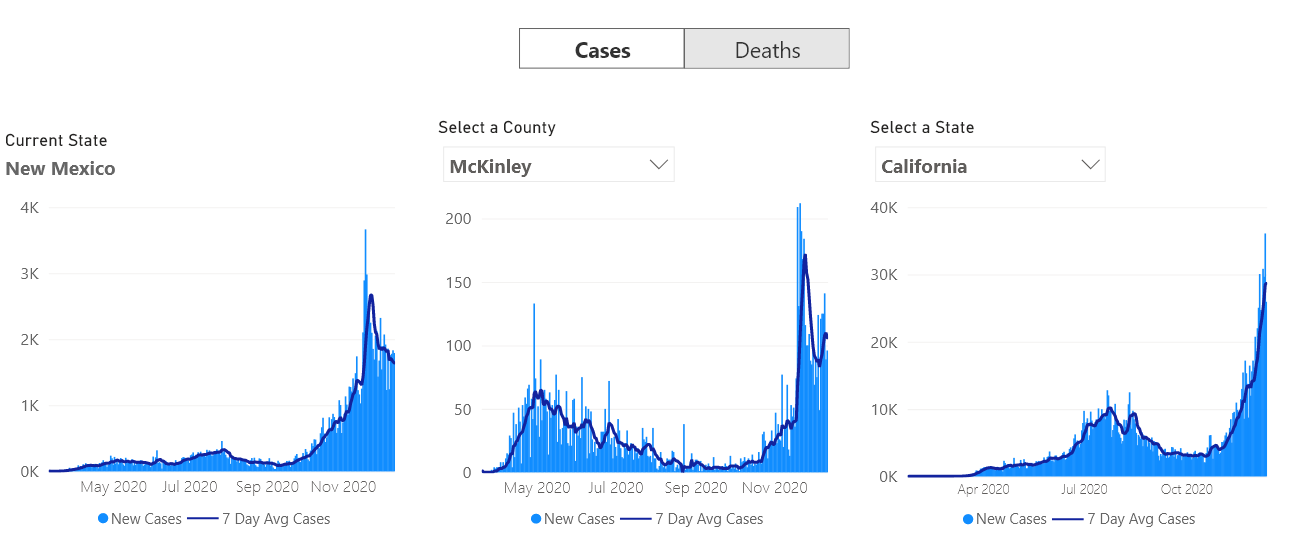 Cases Deaths
Current State
New Mexico
4K
3K
2K
1K
0K
May 2020 Jul 2020 Sep 2020 Nov 2020
New Cases 7 Day Avg Cases
Select a County
McKinley
200
150
100
50
0
May 2020 Jul 2020 Sep 2020 Nov 2020
New Cases 7 Day Avg Cases
Select a State
California
40K
30K
20K
10K
0K
Apr 2020 Jul 2020 Oct 2020
New Cases 7 Day Avg Cases